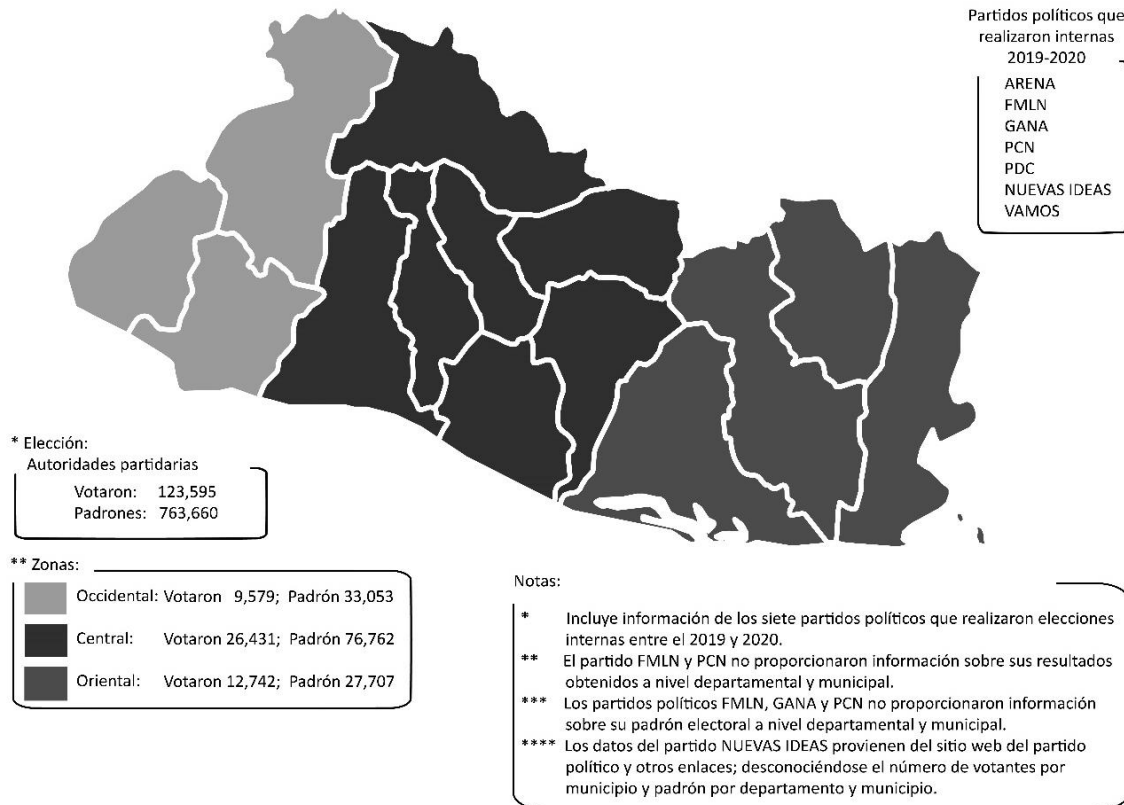 Partidos políticos que
realizaron internas
2019-2020
ARENA
FMLN
GANA
PCN
PDC
NUEVAS IDEAS
VAMOS
* Elección:
Autoridades partidarias
Votaron: 123,595
Padrones: 763,660
** Zonas:
Occidental: Votaron 9,579; Padrón 33,053
Central: Votaron 26,431; Padrón 76,762
Oriental: Votaron 12,742; Padrón 27,707
Notas:
* Incluye información de los siete partidos políticos que realizaron elecciones
internas entre el 2019 y 2020.
** El partido FMLN y PCN no proporcionaron información sobre sus resultados
obtenidos a nivel departamental y municipal.
*** Los partidos políticos FMLN, GANA y PCN no proporcionaron información
sobre su padrón electoral a nivel departamental y municipal.
**** Los datos del partido NUEVAS IDEAS provienen del sitio web del partido
político y otros enlaces; desconociéndose el número de votantes por
municipio y padrón por departamento y municipio.